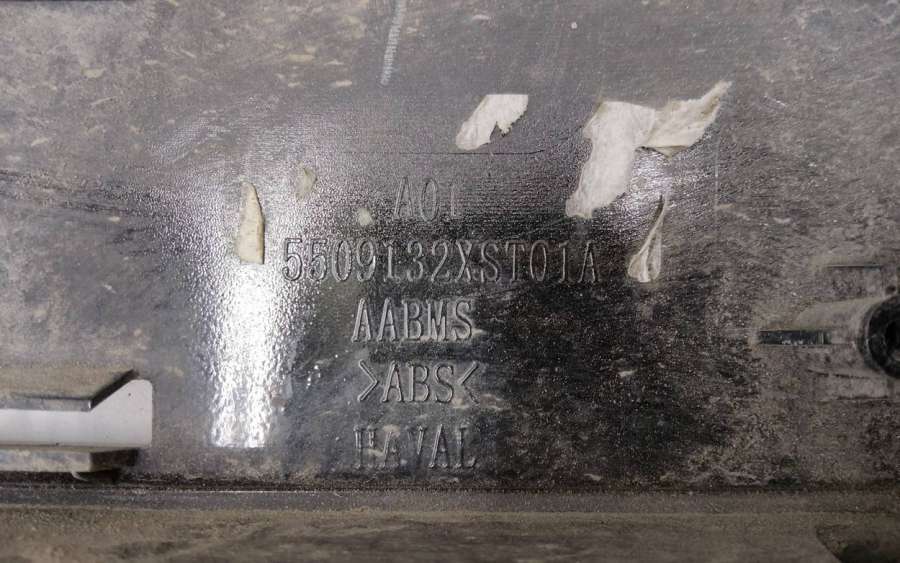 A01
5509132XST01A
AABMS
>ABS<
HAVAL